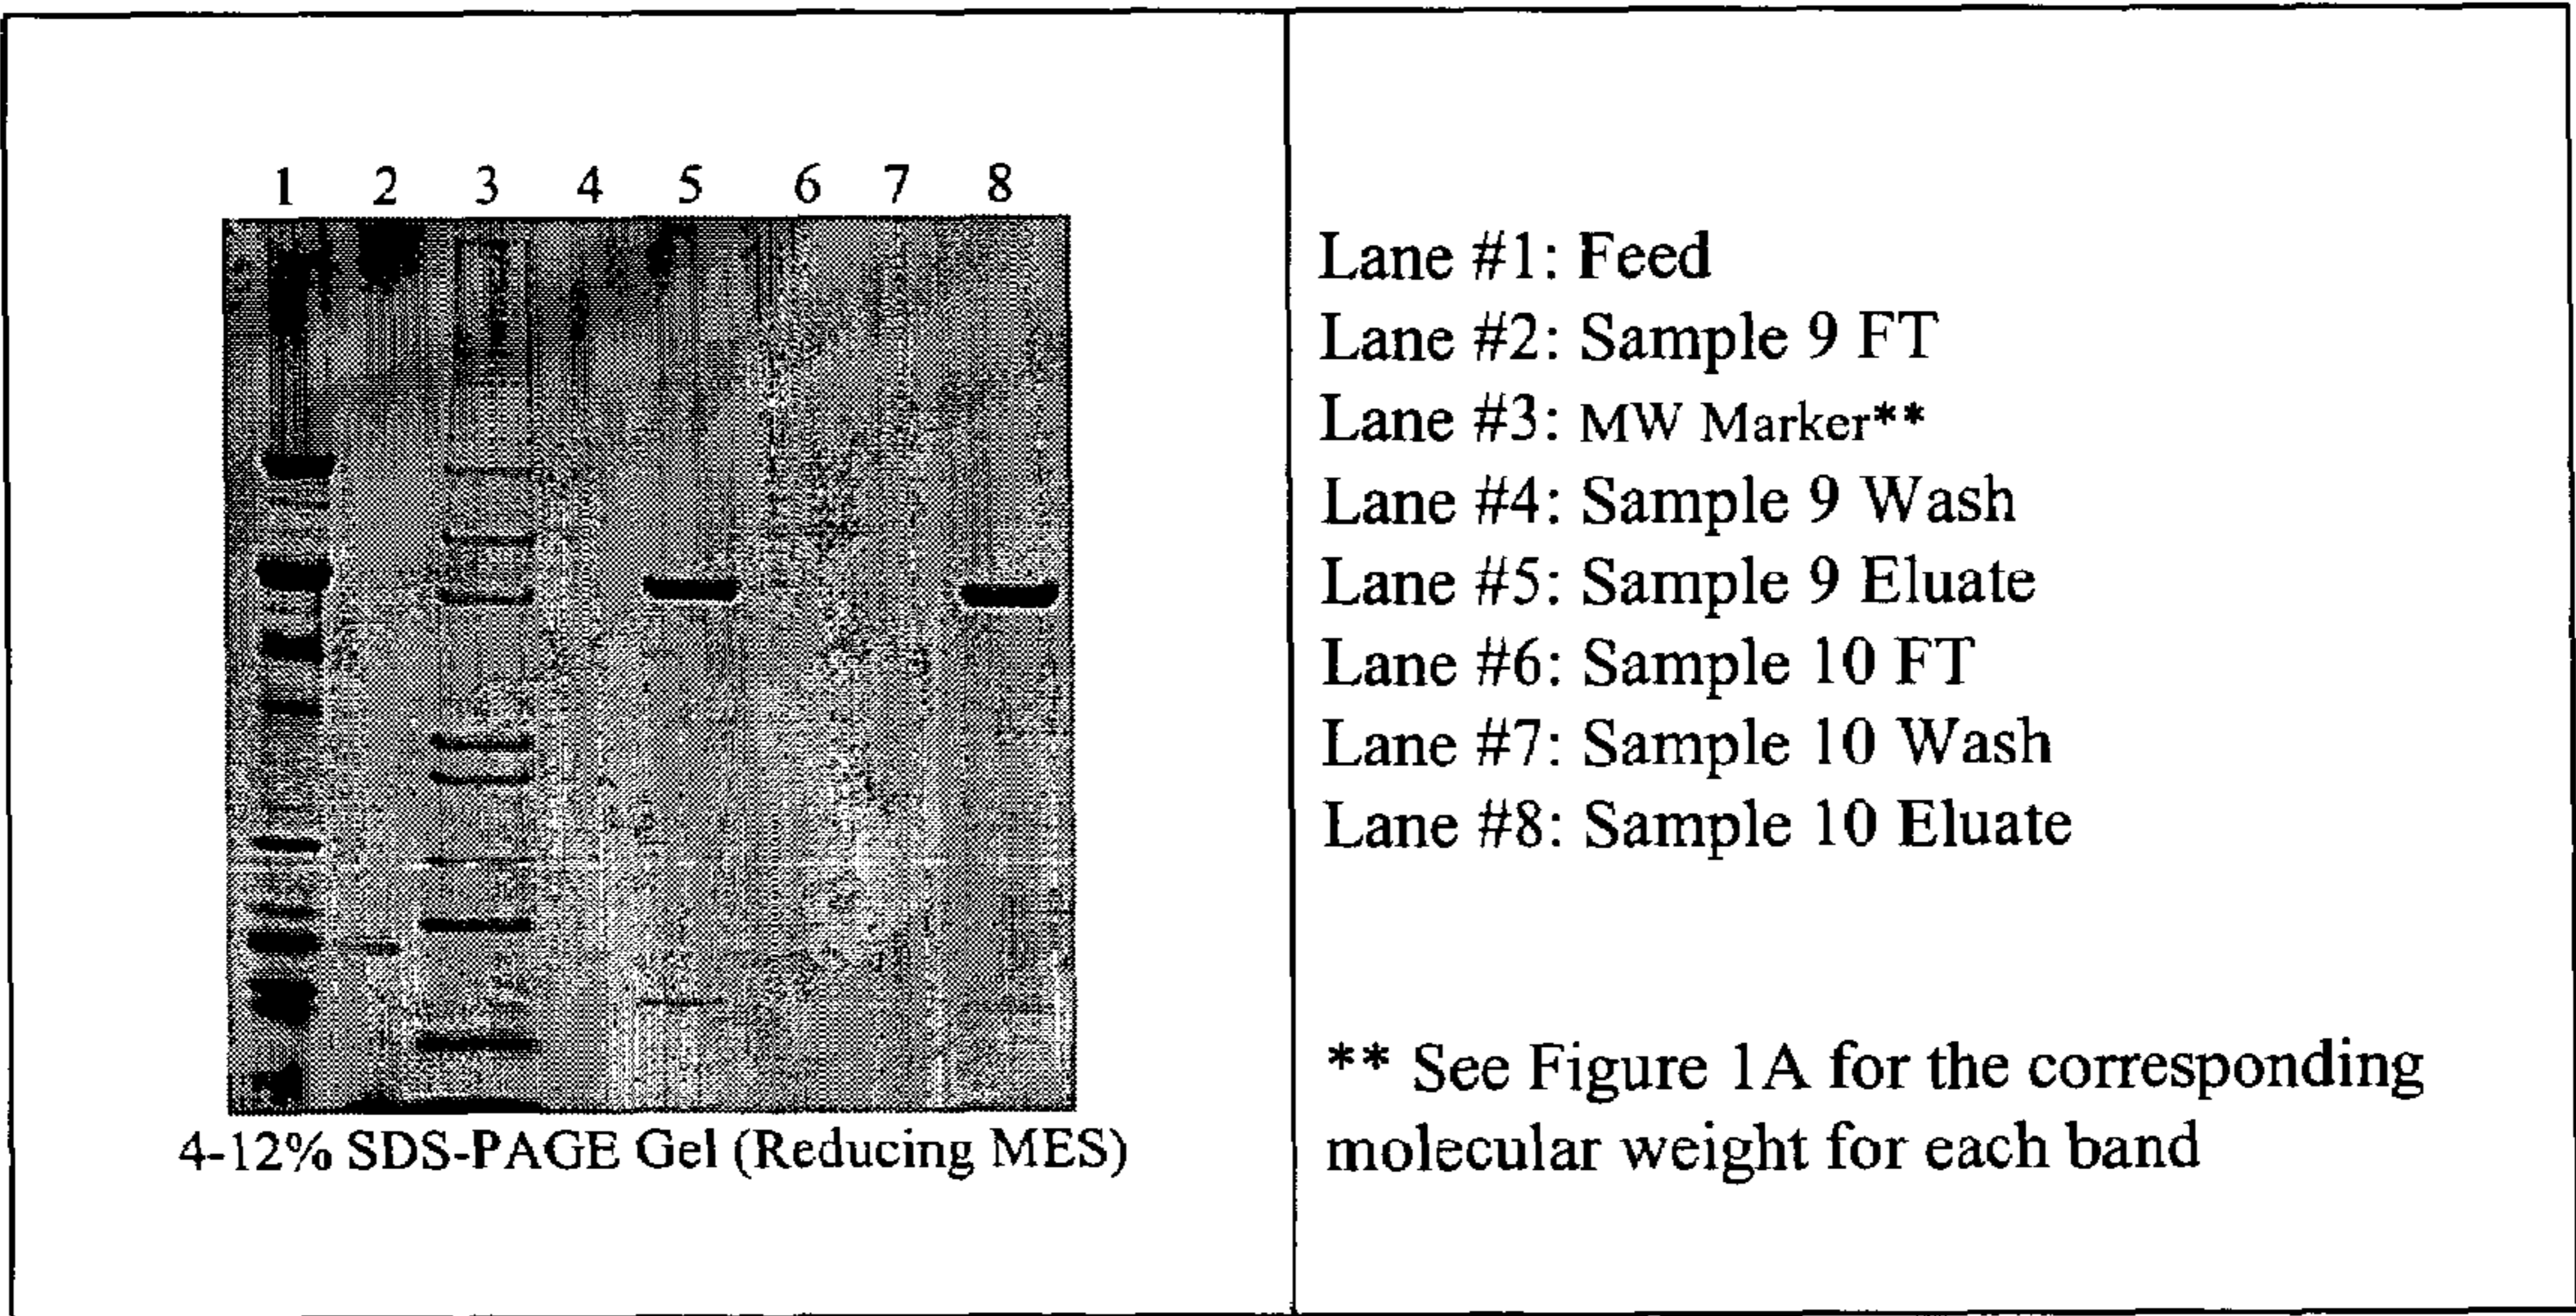 1 2 3 4 5 6 7 8
4-12% SDS-PAGE Gel (Reducing MES)
Lane #1: Feed
Lane #2: Sample 9 FT
Lane #3: MW Marker**
Lane #4: Sample 9 Wash
Lane #5: Sample 9 Eluate
Lane #6: Sample 10 FT
Lane #7: Sample 10 Wash
Lane #8: Sample 10 Eluate
** See Figure 1A for the corresponding
molecular weight for each band